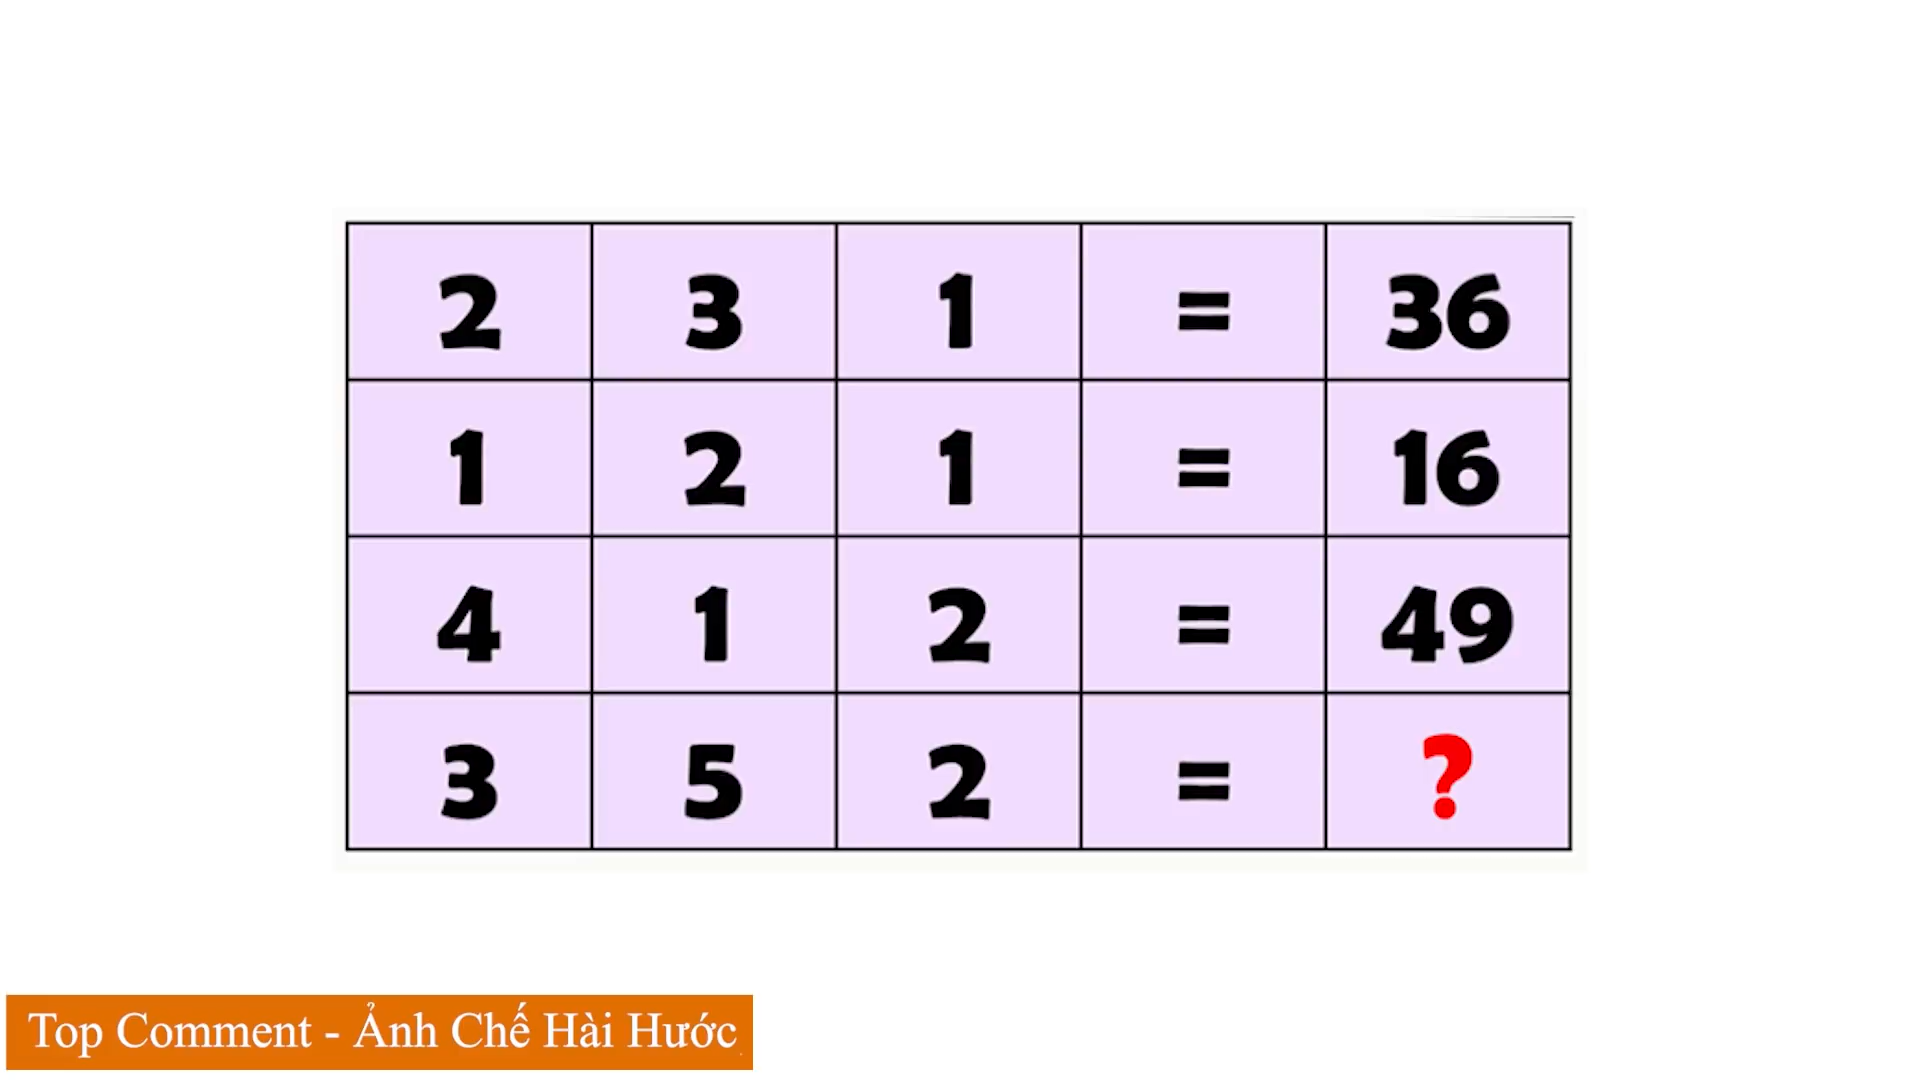 2 3 1 = 36
1 2 1 = 16
4 1 2 = 49
3 5 2 = ?
Top Comment - Ảnh Chế Hài Hước